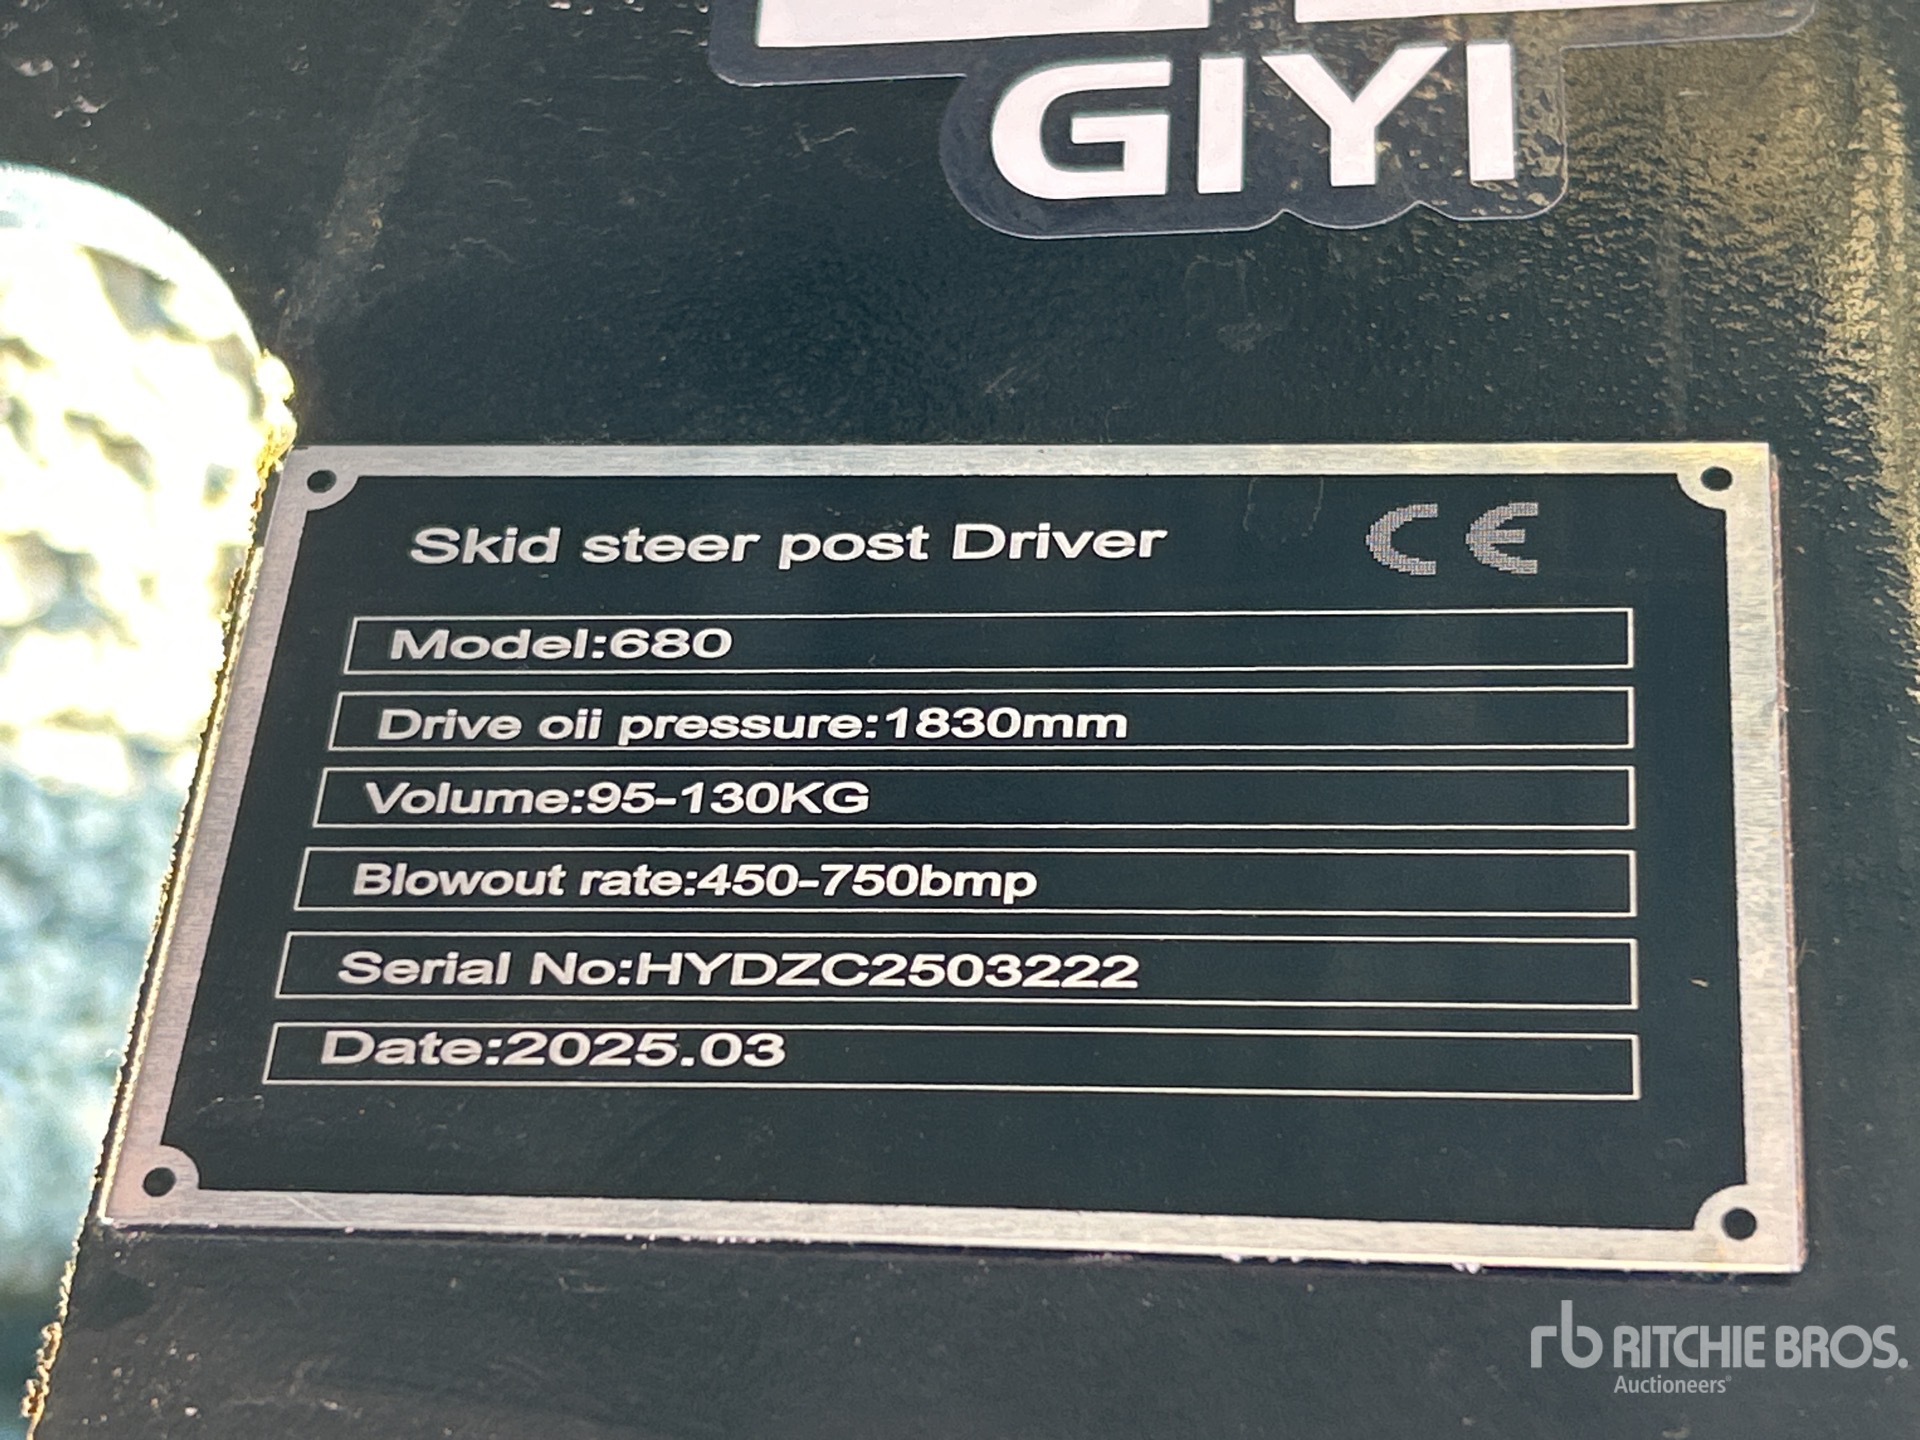 GIYI
Skid steer post Driver CE
Model:680
Drive oii pressure:1830mm
Volume:95-130KG
Blowout rate:450-750bmp
Serial No:HYDZC2503222
Date:2025.03
rb RITCHIE BROS.
Auctioneers